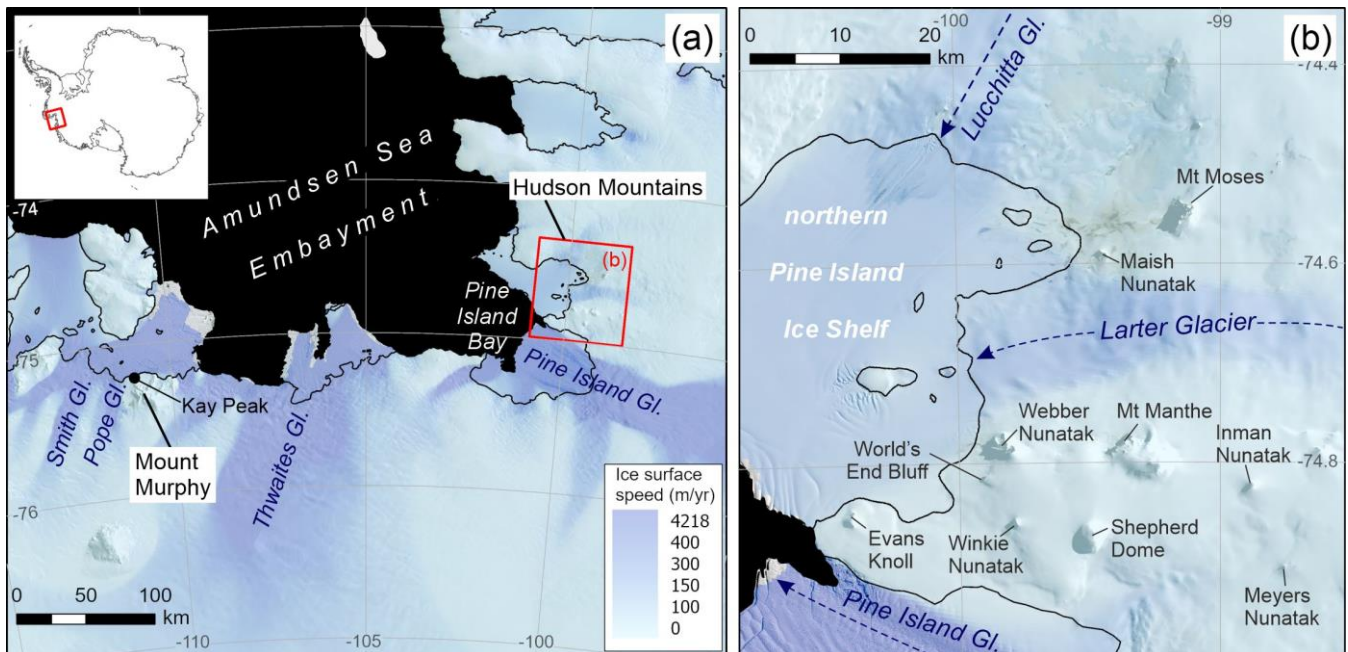 (a)
Amundsen Sea
Embayment
Hudson Mountains
(b)
-74
Pine
Island
Bay
-75
Pine Island Gl.
Smith Gl.
Pope Gl.
Kay Peak
Mount
Murphy
Thwaites Gl.
-76
Ice surface
speed (m/yr)
4218
400
300
150
100
0
0 50 100
km
-110
-105
-100
(b)
-100
-99
0 10 20
km
Lucchitta Gl.
-74.4
Mt Moses
northern
Pine Island
Ice Shelf
Maish
Nunatak
-74.6
Larter Glacier
Webber
Nunatak
Mt Manthe
Inman
Nunatak
World's
End Bluff
-74.8
Evans
Knoll
Winkie
Nunatak
Shepherd
Dome
Meyers
Nunatak
Pine Island Gl.